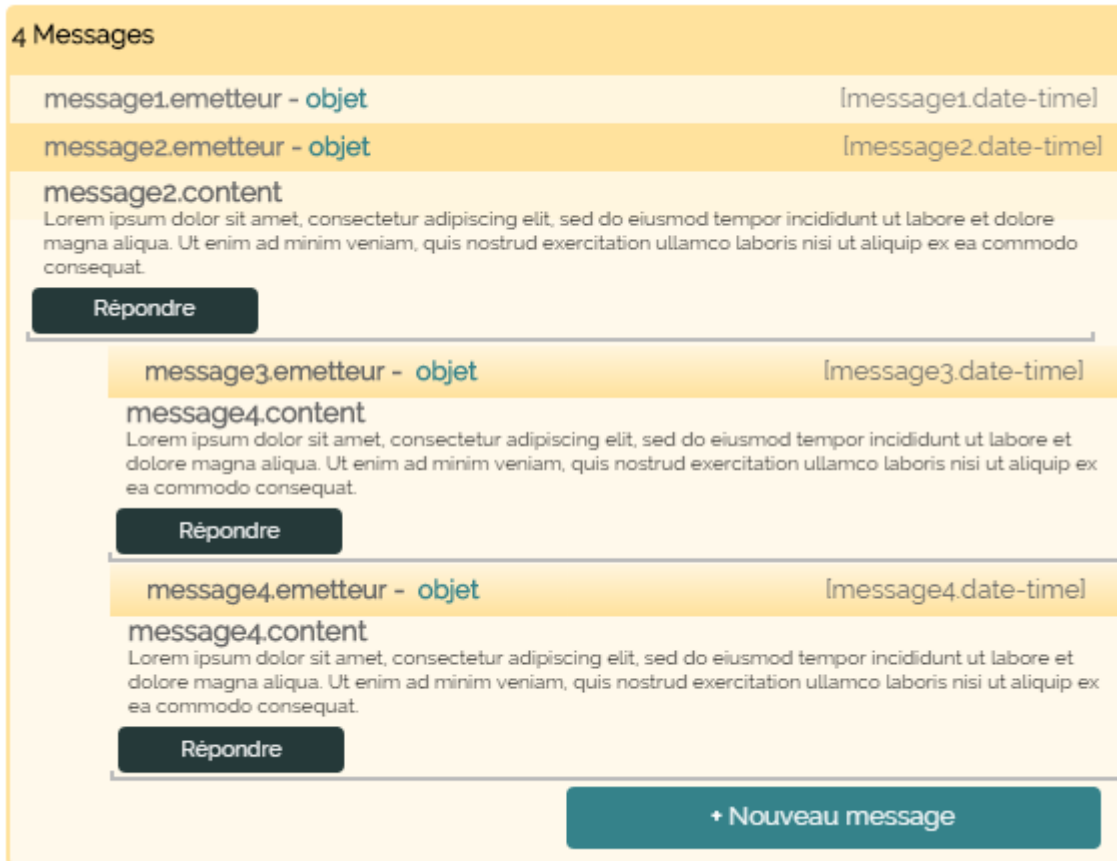 4 Messages
message1.emetteur - objet [message1.date-time]
message2.emetteur - objet [message2.date-time]
message2.content
Lorem ipsum dolor sit amet, consectetur adipiscing elit, sed do eiusmod tempor incididunt ut labore et dolore
magna aliqua. Ut enim ad minim veniam, quis nostrud exercitation ullamco laboris nisi ut aliquip ex ea commodo
consequat.
Répondre
message3.emetteur - objet [message3.date-time]
message4.content
Lorem ipsum dolor sit amet, consectetur adipiscing elit, sed do eiusmod tempor incididunt ut labore et
dolore magna aliqua. Ut enim ad minim veniam, quis nostrud exercitation ullamco laboris nisi ut aliquip ex
ea commodo consequat.
Répondre
message4.emetteur - objet [message4.date-time]
message4.content
Lorem ipsum dolor sit amet, consectetur adipiscing elit, sed do eiusmod tempor incididunt ut labore et
dolore magna aliqua. Ut enim ad minim veniam, quis nostrud exercitation ullamco laboris nisi ut aliquip ex
ea commodo consequat.
Répondre
+ Nouveau message